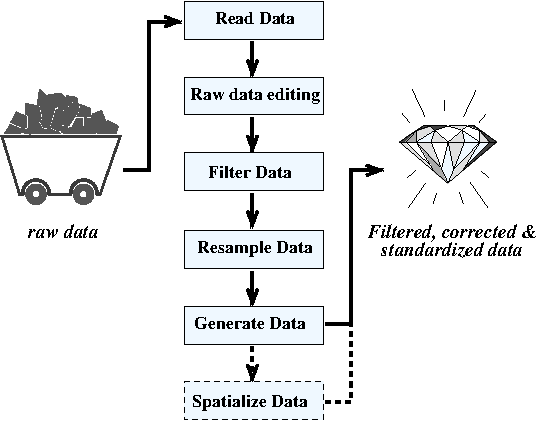 Read Data
Raw data editing
Filter Data
Resample Data
Generate Data
Spatialize Data
raw data
Filtered, corrected &
standardized data